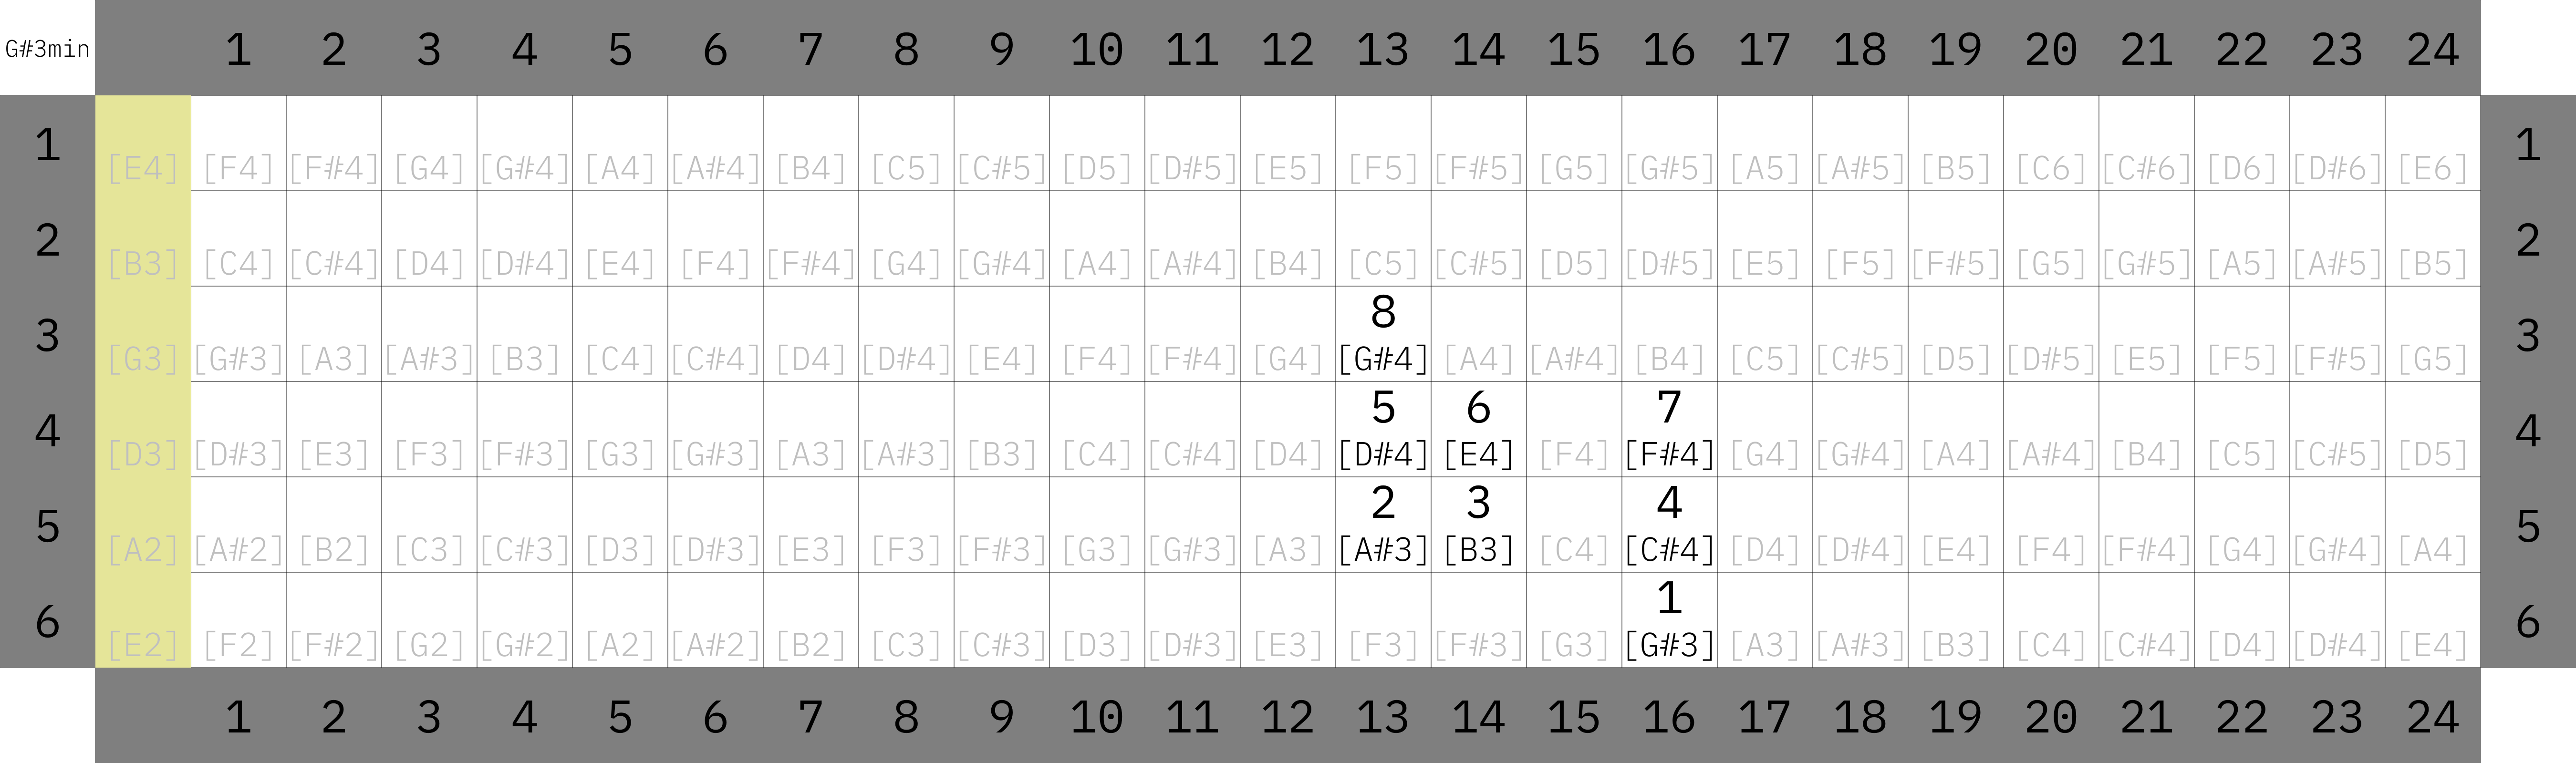 G#3min 1 2 3 4 5 6 7 8 9 10 11 12 13 14 15 16 17 18 19 20 21 22 23 24
1 [E4] [F4] [F#4] [G4] [G#4] [A4] [A#4] [B4] [C5] [C#5] [D5] [D#5] [E5] [F5] [F#5] [G5] [G#5] [A5] [A#5] [B5] [C6] [C#6] [D6] [D#6] [E6] 1
2 [B3] [C4] [C#4] [D4] [D#4] [E4] [F4] [F#4] [G4] [G#4] [A4] [A#4] [B4] [C5] [C#5] [D5] [D#5] [E5] [F5] [F#5] [G5] [G#5] [A5] [A#5] [B5] 2
8
3 [G3] [G#3] [A3] [A#3] [B3] [C4] [C#4] [D4] [D#4] [E4] [F4] [F#4] [G4] [G#4] [A4] [A#4] [B4] [C5] [C#5] [D5] [D#5] [E5] [F5] [F#5] [G5] 3
5 6 7
4 [D3] [D#3] [E3] [F3] [F#3] [G3] [G#3] [A3] [A#3] [B3] [C4] [C#4] [D4] [D#4] [E4] [F4] [F#4] [G4] [G#4] [A4] [A#4] [B4] [C5] [C#5] [D5] 4
2 3 4
5 [A2] [A#2] [B2] [C3] [C#3] [D3] [D#3] [E3] [F3] [F#3] [G3] [G#3] [A3] [A#3] [B3] [C4] [C#4] [D4] [D#4] [E4] [F4] [F#4] [G4] [G#4] [A4] 5
1
6 [E2] [F2] [F#2] [G2] [G#2] [A2] [A#2] [B2] [C3] [C#3] [D3] [D#3] [E3] [F3] [F#3] [G3] [G#3] [A3] [A#3] [B3] [C4] [C#4] [D4] [D#4] [E4] 6
1 2 3 4 5 6 7 8 9 10 11 12 13 14 15 16 17 18 19 20 21 22 23 24